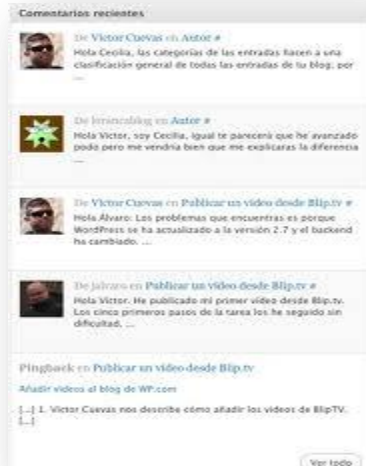 Comentarios recientes
De Victor Cuevas en Autor #
Hola Cecilia, las categorías de las entradas hacen a una
clasificación general de todas las entradas de tu blog; por
...
De en Autor #
Hola Victor, soy Cecilia, igual te parecerá que he avanzado
podo pero me vendría bien que me explicaras la diferencia
...
De Victor Cuevas en Publicar un video desde Blip.tv #
Hola Álvaro: Los problemas que encuentras es porque
WordPress se ha actualizado a la versión 2.7 y el backend
ha cambiado. ...
De jalvaro en Publicar un video desde Blip.tv #
Hola Victor. He publicado mi primer vídeo desde Blip.tv.
Los cinco primeros pasos de la tarea los he seguido sin
dificultad. ...
Pingback en Publicar un video desde Blip.tv
Añadir videos al blog de WP.com
[...] 1. Victor Cuevas nos describe cómo añadir los videos de BlipTV.
[...]
Ver todo